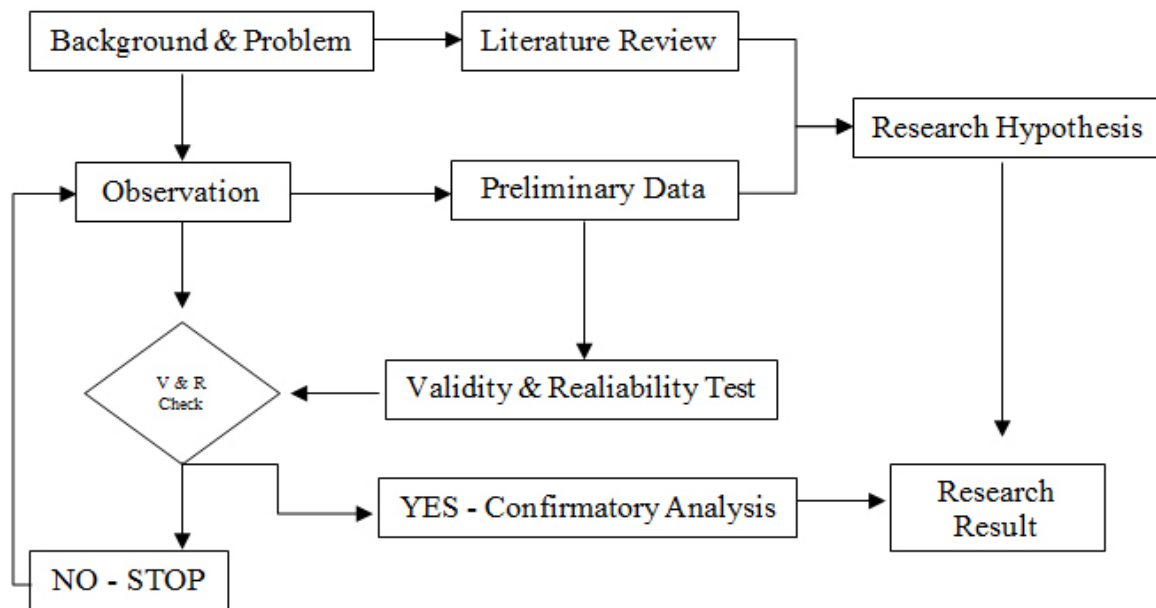 Background & Problem
Literature Review
Research Hypothesis
Observation
Preliminary Data
V & R
Check
Validity & Realiability Test
YES - Confirmatory Analysis
Research
Result
NO - STOP